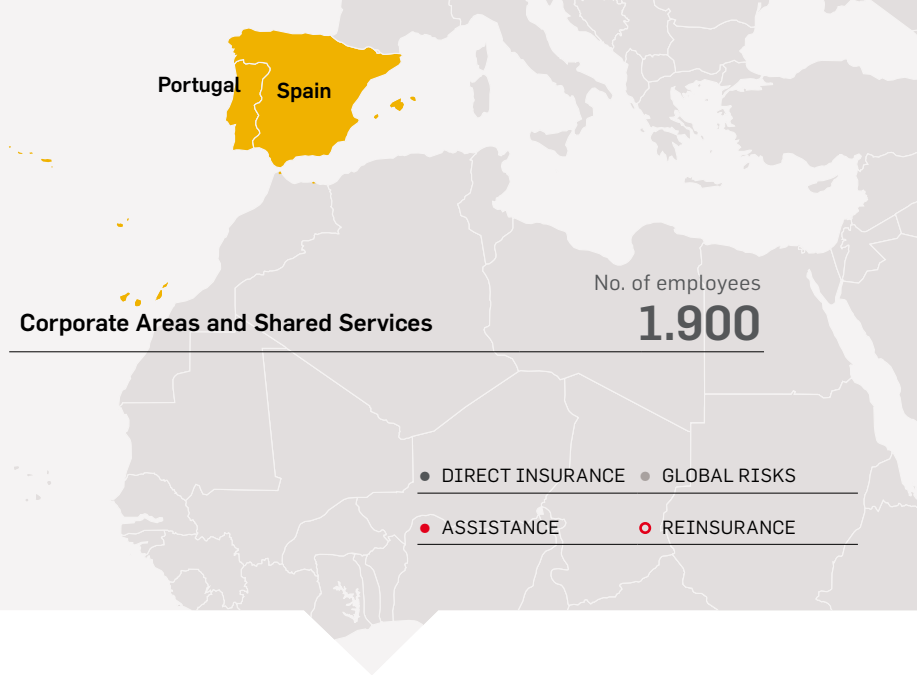 Portugal
Spain
No. of employees
Corporate Areas and Shared Services
1.900
DIRECT INSURANCE
GLOBAL RISKS
ASSISTANCE
REINSURANCE